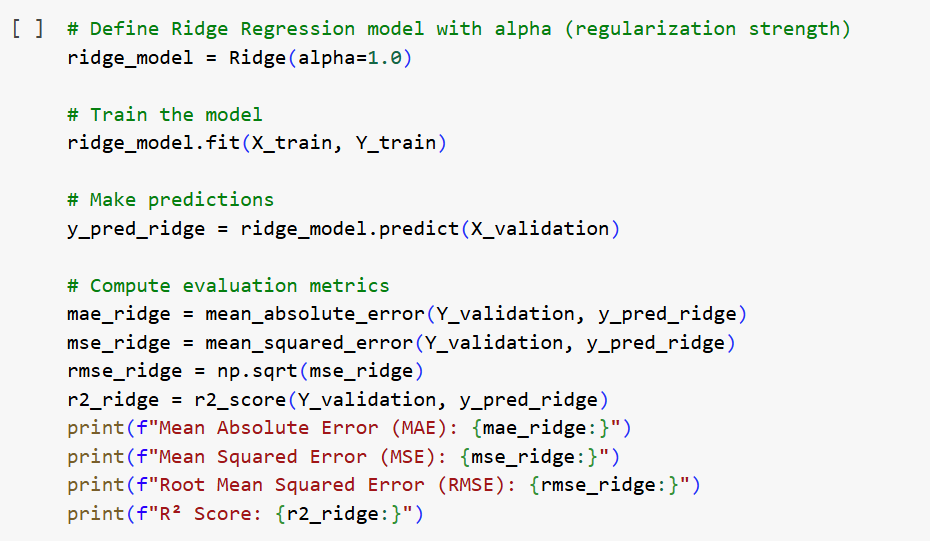 [ ] # Define Ridge Regression model with alpha (regularization strength)
ridge_model = Ridge(alpha=1.0)
# Train the model
ridge_model.fit(X_train, Y_train)
# Make predictions
y_pred_ridge = ridge_model.predict(X_validation)
# Compute evaluation metrics
mae_ridge = mean_absolute_error(Y_validation, y_pred_ridge)
mse_ridge = mean_squared_error(Y_validation, y_pred_ridge)
rmse_ridge = np.sqrt(mse_ridge)
r2_ridge = r2_score(Y_validation, y_pred_ridge)
print(f"Mean Absolute Error (MAE): {mae_ridge:}")
print(f"Mean Squared Error (MSE): {mse_ridge:}")
print(f"Root Mean Squared Error (RMSE): {rmse_ridge:}")
print(f"R² Score: {r2_ridge:}")